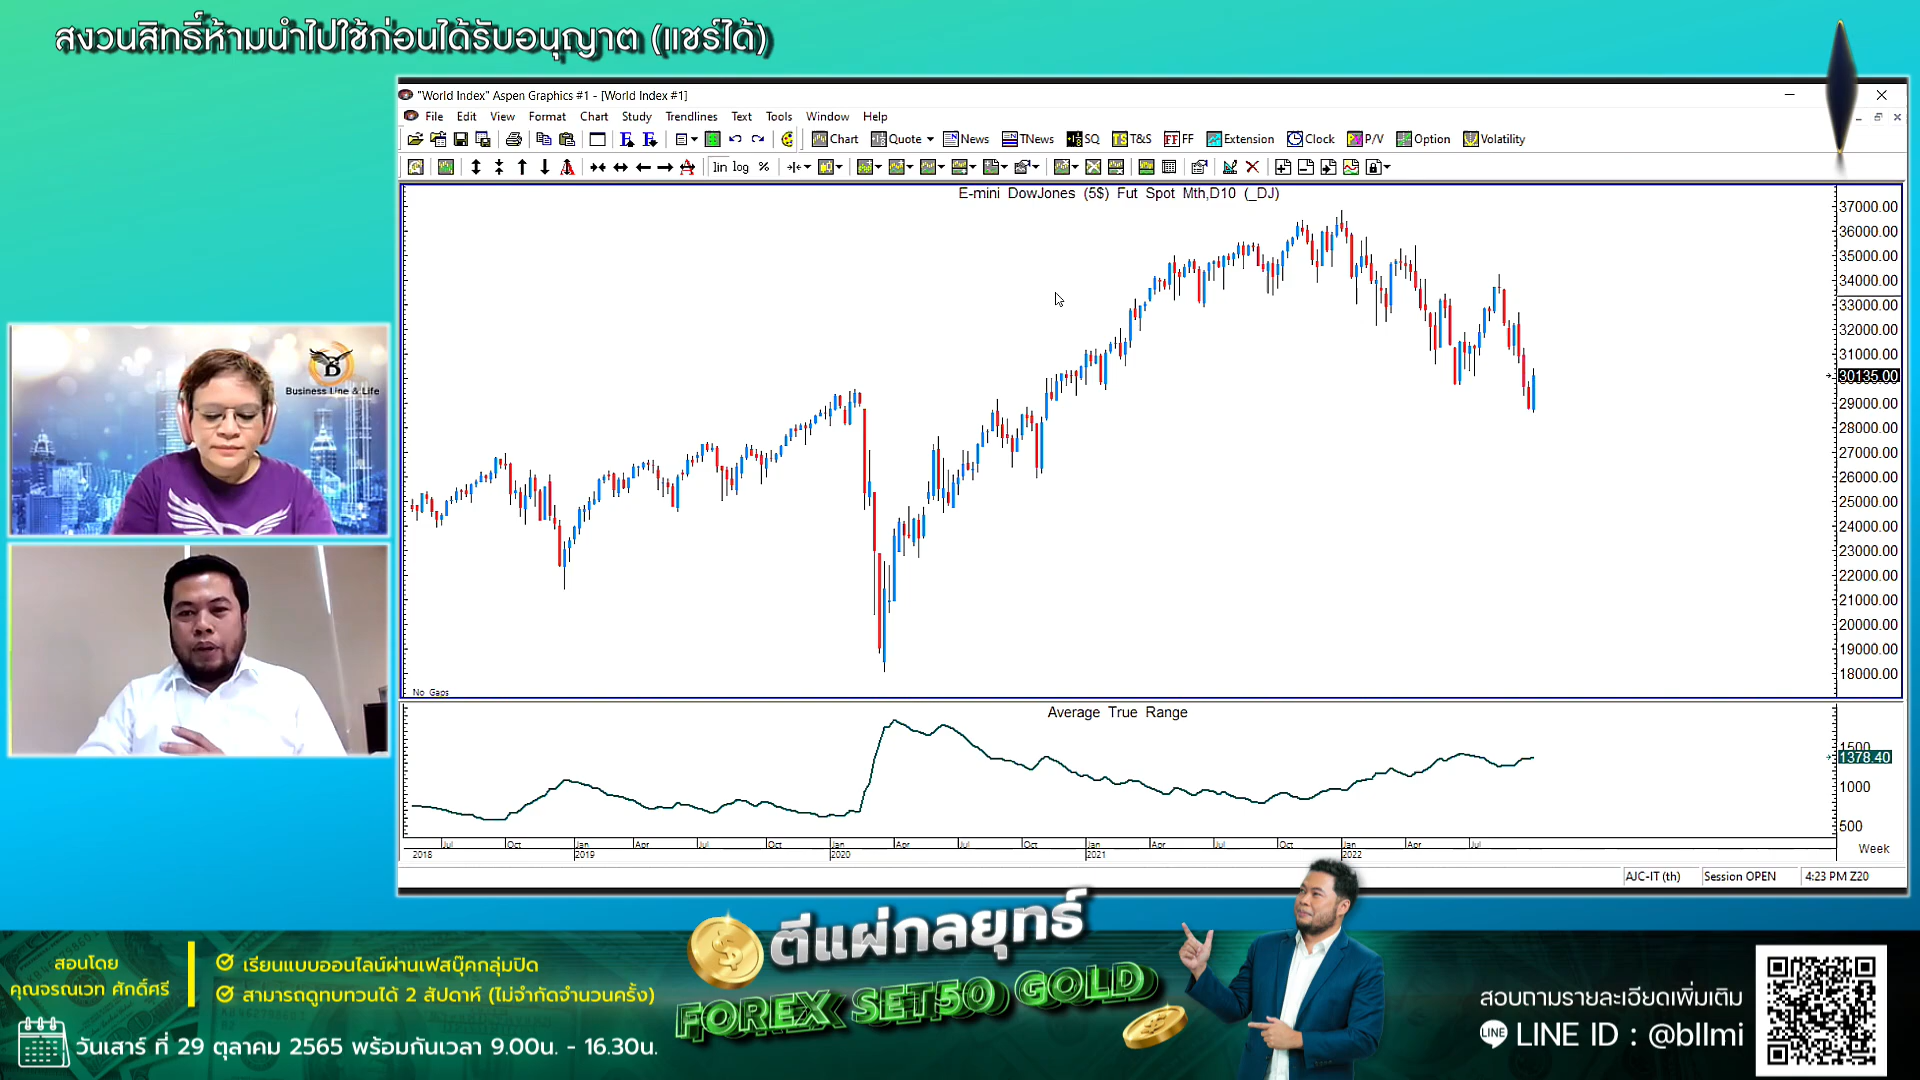 สงวนสิทธิ์ห้ามนำไปใช้ก่อนได้รับอนุญาต (แชร์ได้)
"World Index" Aspen Graphics #1 - [World Index #1]
File Edit View Format Chart Study Trendlines Text Tools Window Help
Chart Quote News TNews SQ T&S FF Extension Clock P/V Option Volatility
lin log %
E-mini DowJones (5$) Fut Spot Mth,D10 (_DJ)
37000.00
36000.00
35000.00
34000.00
33000.00
32000.00
31000.00
30135.00
29000.00
28000.00
27000.00
26000.00
25000.00
24000.00
23000.00
22000.00
21000.00
20000.00
19000.00
18000.00
No Gaps
Average True Range
1500
1378.40
1000
500
Jul Oct Jan Apr Jul Oct Jan Apr Jul Oct Jan Apr Jul Oct Jan Apr Jul
2018 2019 2020 2021 2022
Week
AJC-IT (th) Session OPEN 4:23 PM Z20
B
Business Line & Life
สอนโดย
คุณจรณเวท ศักดิ์ศรี
เรียนแบบออนไลน์ผ่านเฟสบุ๊คกลุ่มปิด
สามารถดูทบทวนได้ 2 สัปดาห์ (ไม่จำกัดจำนวนครั้ง)
วันเสาร์ ที่ 29 ตุลาคม 2565 พร้อมกันเวลา 9.00น. - 16.30น.
ตีแผ่กลยุทธ์
FOREX SET50 GOLD
สอบถามรายละเอียดเพิ่มเติม
LINE ID : @bllmi